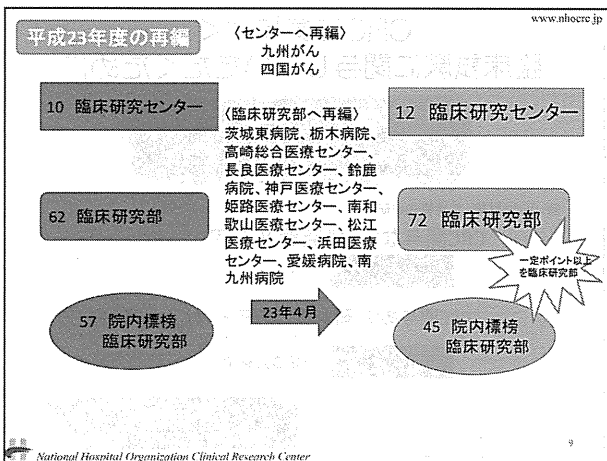 www.nhocrc.jp
平成23年度の再編
〈センターへ再編〉
九州がん
四国がん
10 臨床研究センター
12 臨床研究センター
〈臨床研究部へ再編〉
茨城東病院、栃木病院、
高崎総合医療センター、
長良医療センター、鈴鹿
病院、神戸医療センター、
姫路医療センター、南和
歌山医療センター、松江
医療センター、浜田医療
センター、愛媛病院、南
九州病院
62 臨床研究部
72 臨床研究部
一定ポイント以上
を臨床研究部
57 院内標榜
臨床研究部
23年4月
45 院内標榜
臨床研究部
9
National Hospital Organization Clinical Research Center